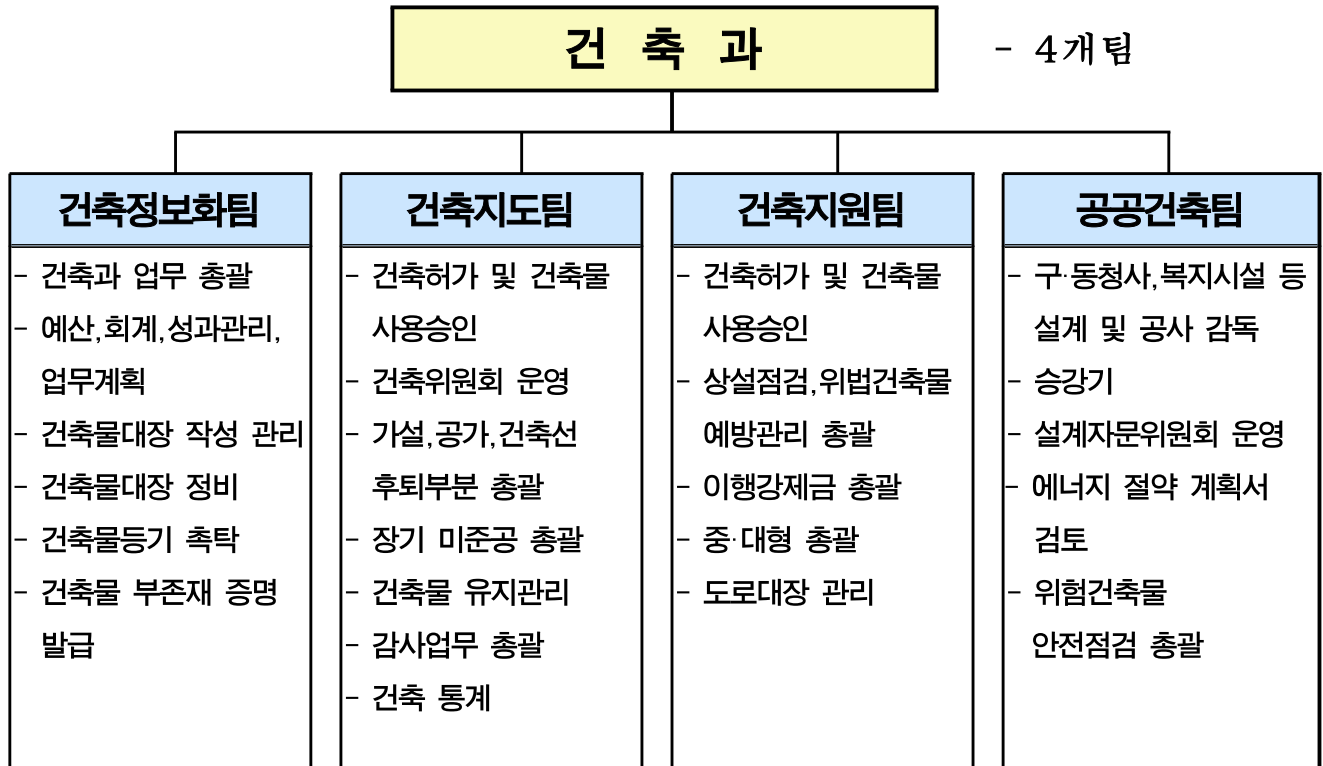 건 축 과
- 4개팀
건축정보화팀
- 건축과 업무 총괄
- 예산,회계,성과관리,
업무계획
- 건축물대장 작성 관리
- 건축물대장 정비
- 건축물등기 촉탁
- 건축물 부존재 증명
발급
건축지도팀
- 건축허가 및 건축물
사용승인
- 건축위원회 운영
- 가설,공가,건축선
후퇴부분 총괄
- 장기 미준공 총괄
- 건축물 유지관리
- 감사업무 총괄
- 건축 통계
건축지원팀
- 건축허가 및 건축물
사용승인
- 상설점검,위법건축물
예방관리 총괄
- 이행강제금 총괄
- 중·대형 총괄
- 도로대장 관리
공공건축팀
- 구·동청사,복지시설 등
설계 및 공사 감독
- 승강기
- 설계자문위원회 운영
- 에너지 절약 계획서
검토
- 위험건축물
안전점검 총괄